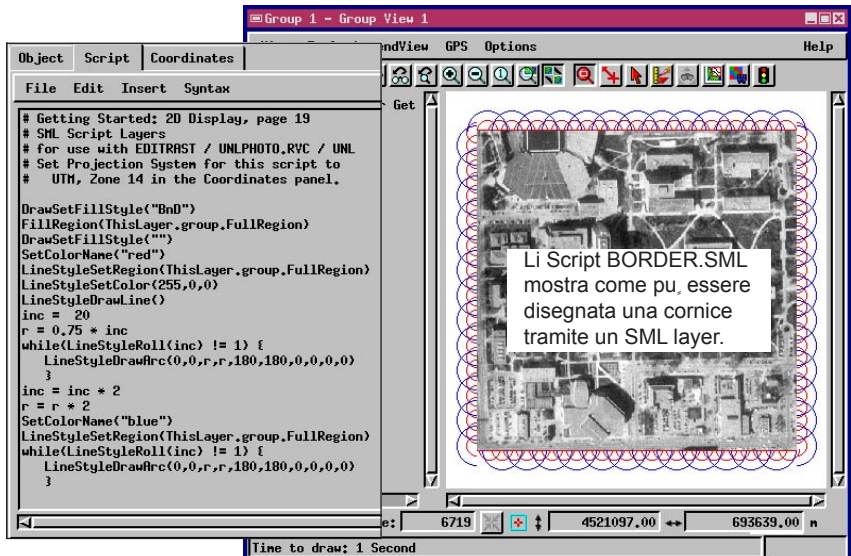 Group 1 - Group View 1
endView GPS Options Help
Object Script Coordinates
File Edit Insert Syntax
Get
# Getting Started: 2D Display, page 19
# SML Script Layers
# for use with EDITRAST / UNLPHOTO.RVC / UNL
# Set Projection System for this script to
#   UTM, Zone 14 in the Coordinates panel.
DrawSetFillStyle("BnD")
FillRegion(ThisLayer.group.FullRegion)
DrawSetFillStyle("")
SetColorName("red")
LineStyleSetRegion(ThisLayer.group.FullRegion)
LineStyleSetColor(255,0,0)
LineStyleDrawLine()
inc =  20
r = 0.75 * inc
while(LineStyleRoll(inc) != 1) {
   LineStyleDrawArc(0,0,r,r,180,180,0,0,0,0)
   }
inc = inc * 2
r = r * 2
SetColorName("blue")
LineStyleSetRegion(ThisLayer.group.FullRegion)
while(LineStyleRoll(inc) != 1) {
   LineStyleDrawArc(0,0,r,r,180,180,0,0,0,0)
   }
Li Script BORDER.SML
mostra come pu¸ essere
disegnata una cornice
tramite un SML layer.
e: 6719 4521097.00 693639.00 m
Time to draw: 1 Second